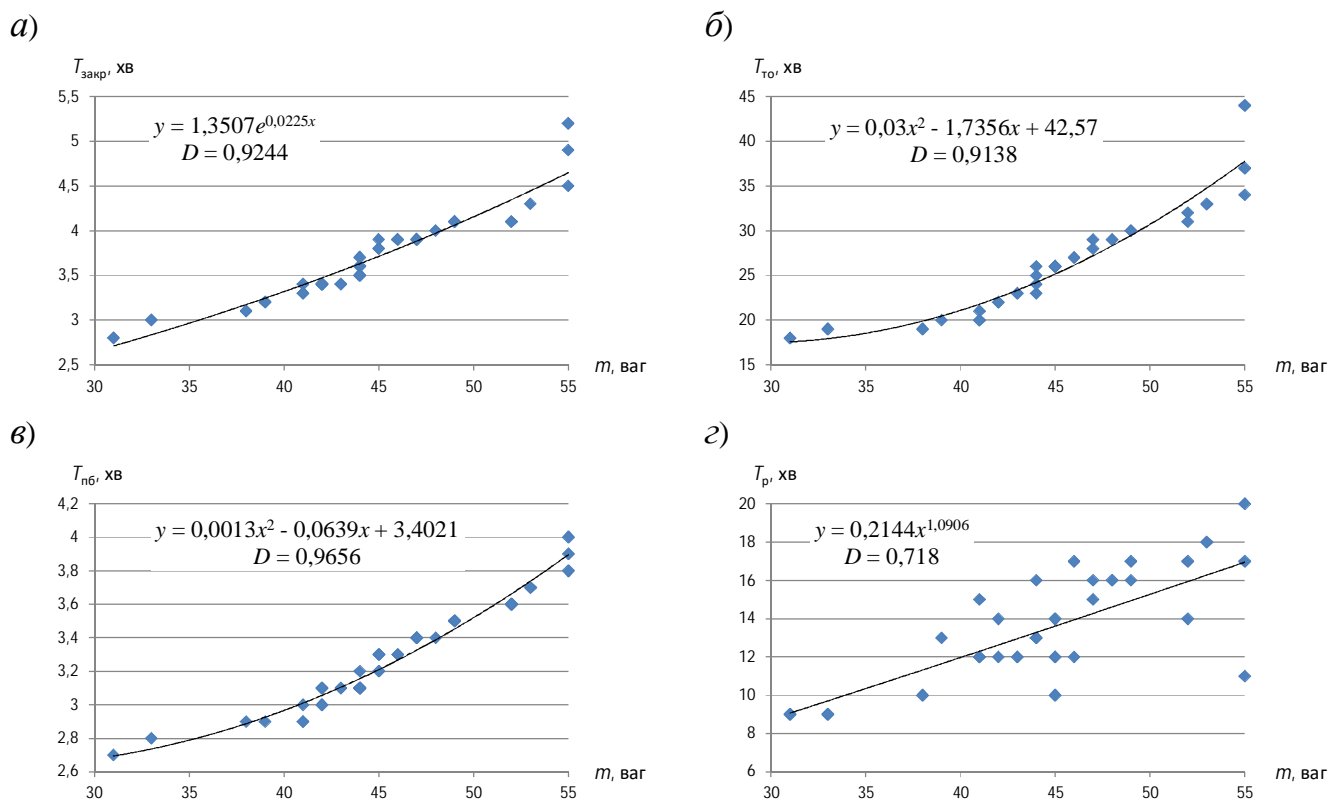 а)
Tзакр, хв
5,5
5
4,5
4
3,5
3
2,5
y = 1,3507e^0,0225x
D = 0,9244
30 35 40 45 50 55
m, ваг
б)
Tто, хв
45
40
35
30
25
20
15
y = 0,03x² - 1,7356x + 42,57
D = 0,9138
30 35 40 45 50 55
m, ваг
в)
Tпб, хв
4,2
4
3,8
3,6
3,4
3,2
3
2,8
2,6
y = 0,0013x² - 0,0639x + 3,4021
D = 0,9656
30 35 40 45 50 55
m, ваг
г)
Tр, хв
20
18
16
14
12
10
8
6
y = 0,2144x^1,0906
D = 0,718
30 35 40 45 50 55
m, ваг